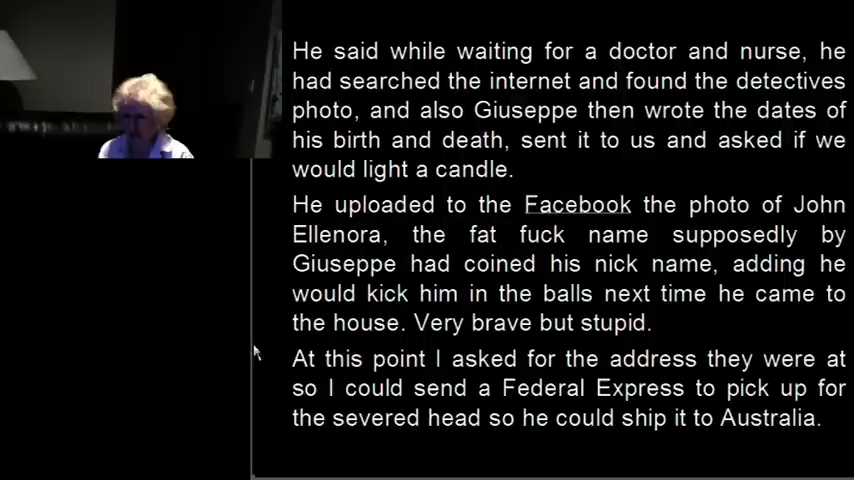 He said while waiting for a doctor and nurse, he
had searched the internet and found the detectives
photo, and also Giuseppe then wrote the dates of
his birth and death, sent it to us and asked if we
would light a candle.
He uploaded to the Facebook the photo of John
Ellenora, the fat fuck name supposedly by
Giuseppe had coined his nick name, adding he
would kick him in the balls next time he came to
the house. Very brave but stupid.
At this point I asked for the address they were at
so I could send a Federal Express to pick up for
the severed head so he could ship it to Australia.